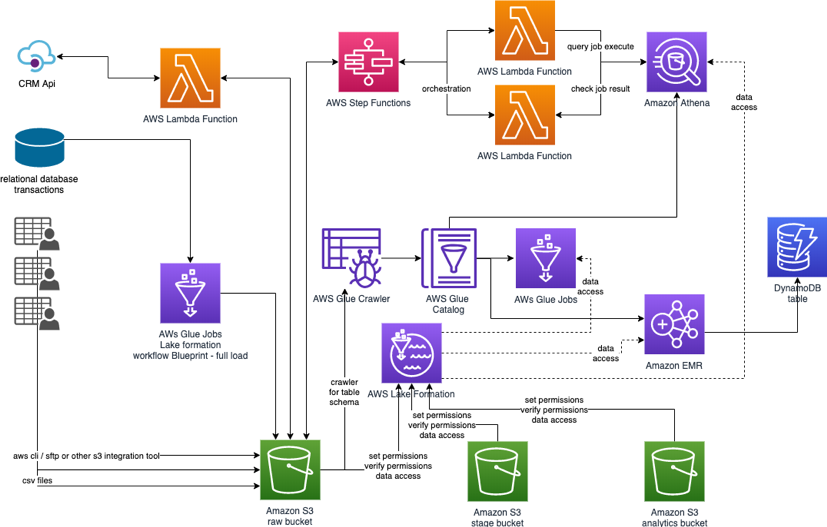 CRM Api
AWS Lambda Function
relational database
transactions
AWs Glue Jobs
Lake formation
workflow Blueprint - full load
aws cli / sftp or other s3 integration tool
csv files
Amazon S3
raw bucket
AWS Step Functions
orchestration
AWS Lambda Function
AWS Lambda Function
query job execute
check job result
Amazon Athena
data
access
AWS Glue Crawler
AWS Glue
Catalog
AWs Glue Jobs
data
access
DynamoDB
table
Amazon EMR
data
access
AWS Lake Formation
crawler
for table
schema
set permissions
verify permissions
data access
set permissions
verify permissions
data access
set permissions
verify permissions
data access
Amazon S3
stage bucket
Amazon S3
analytics bucket